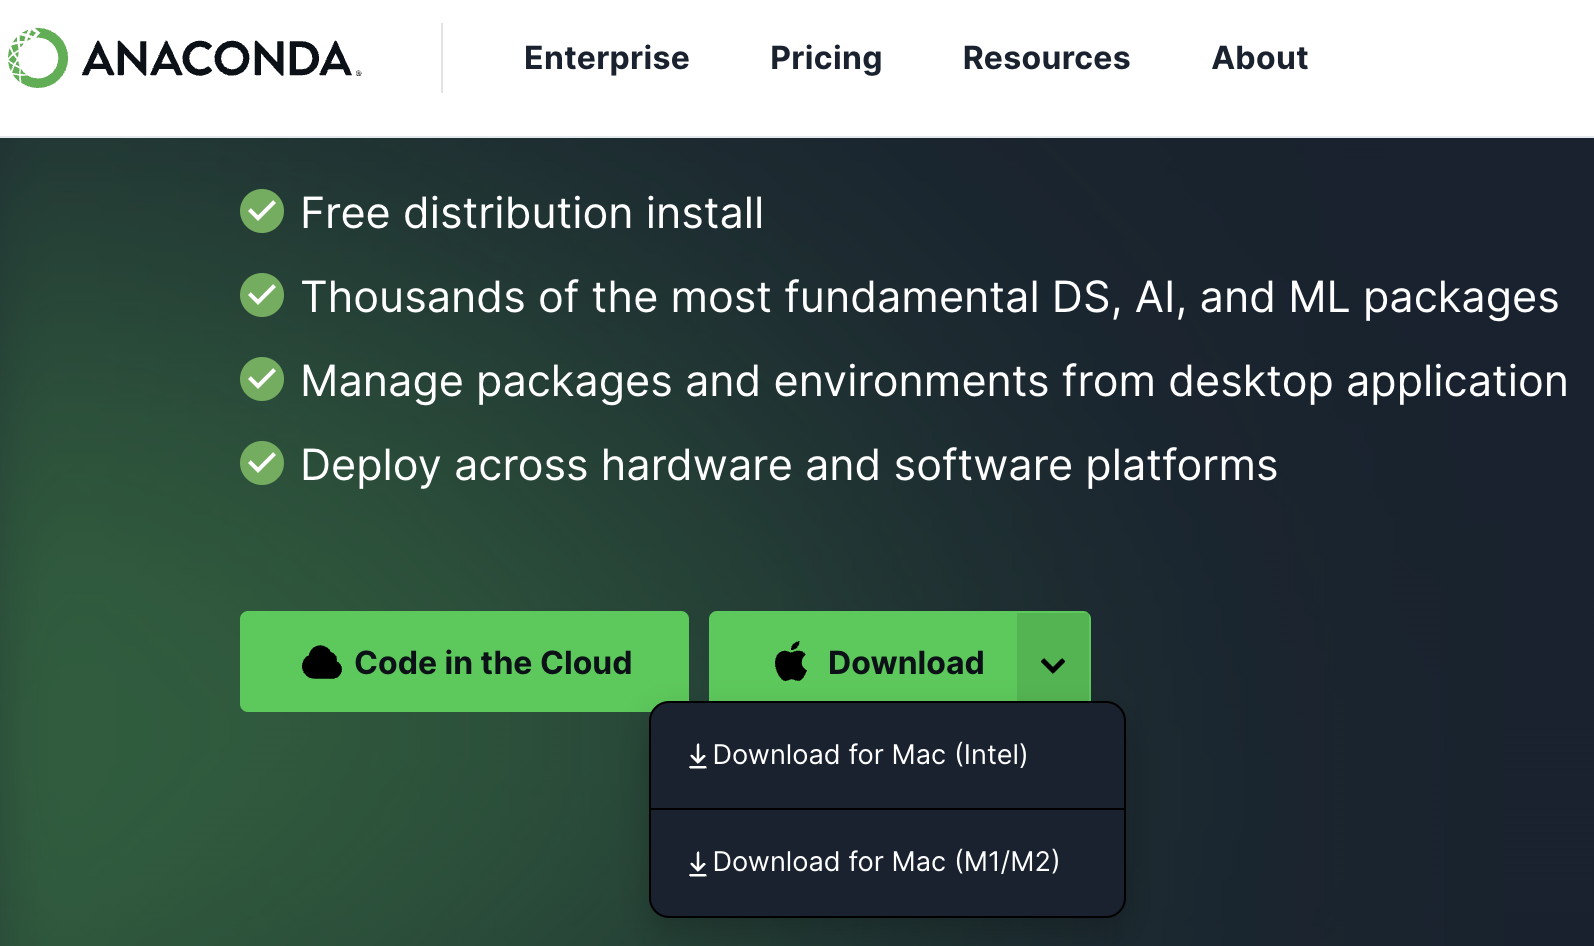 ANACONDA®
Enterprise
Pricing
Resources
About
Free distribution install
Thousands of the most fundamental DS, AI, and ML packages
Manage packages and environments from desktop application
Deploy across hardware and software platforms
Code in the Cloud
Download
Download for Mac (Intel)
Download for Mac (M1/M2)